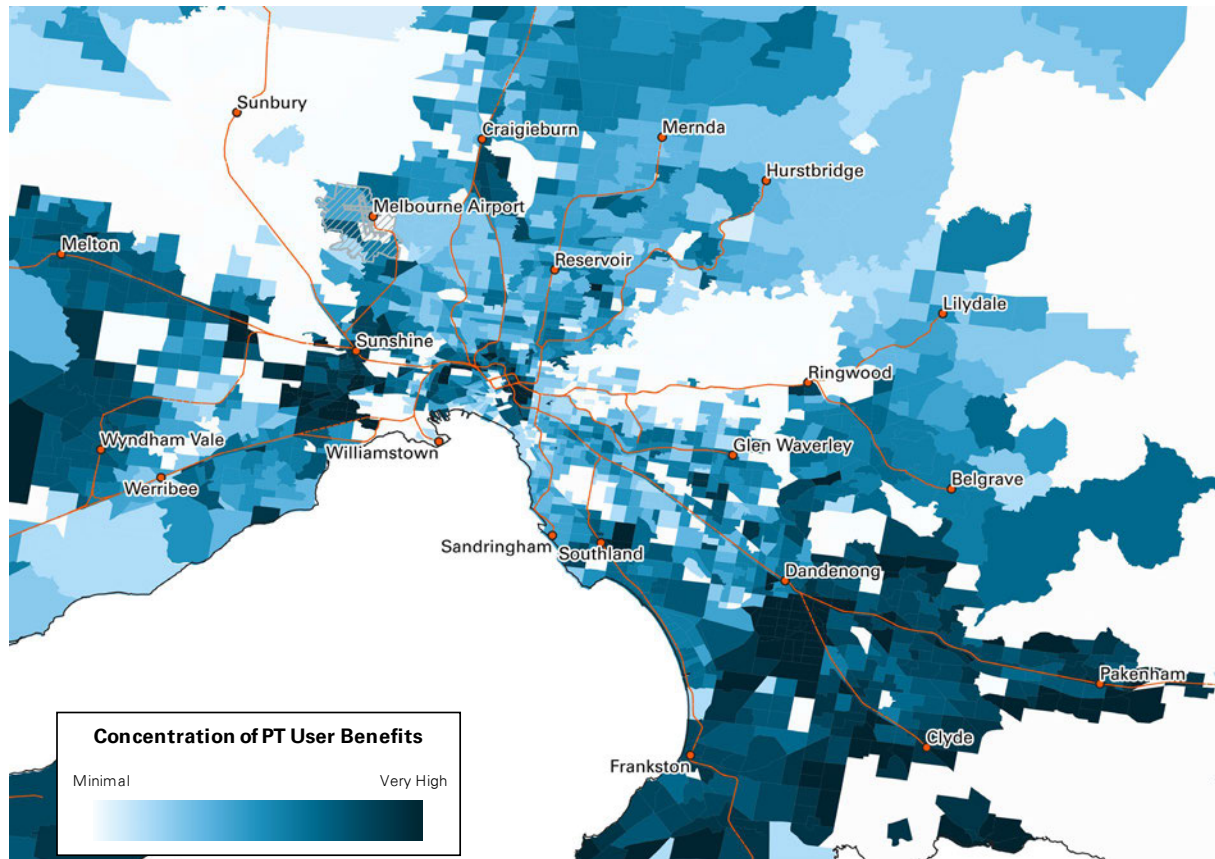 Sunbury
Craigieburn
Mernda
Hurstbridge
Melbourne Airport
Melton
Reservoir
Lilydale
Sunshine
Ringwood
Wyndham Vale
Williamstown
Glen Waverley
Werribee
Belgrave
Sandringham
Southland
Dandenong
Pakenham
Clyde
Frankston
Concentration of PT User Benefits
Minimal
Very High